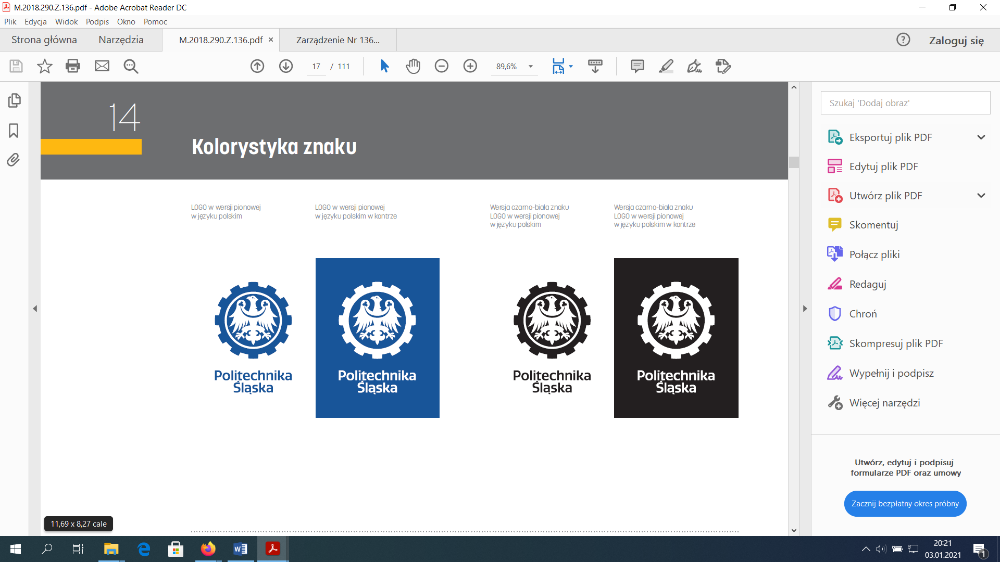 M.2018.290.Z.136.pdf - Adobe Acrobat Reader DC
Plik Edycja Widok Podpis Okno Pomoc
Strona główna Narzędzia M.2018.290.Z.136.pdf Zarządzenie Nr 136... Zaloguj się
17 / 111 89,6%
14
Kolorystyka znaku
LOGO w wersji pionowej
w języku polskim
LOGO w wersji pionowej
w języku polskim w kontrze
Wersja czarno-biała znaku
LOGO w wersji pionowej
w język polskim
Wersja czarno-biała znaku
LOGO w wersji pionowej
w języku polskim w kontrze
Politechnika
Śląska
Politechnika
Śląska
Politechnika
Śląska
Politechnika
Śląska
11,69 x 8,27 cale
Szukaj 'Dodaj obraz'
Eksportuj plik PDF
Edytuj plik PDF
Utwórz plik PDF
Skomentuj
Połącz pliki
Redaguj
Chroń
Skompresuj plik PDF
Wypełnij i podpisz
Więcej narzędzi
Utwórz, edytuj i podpisuj
formularze PDF oraz umowy
Zacznij bezpłatny okres próbny
20:21
03.01.2021
1